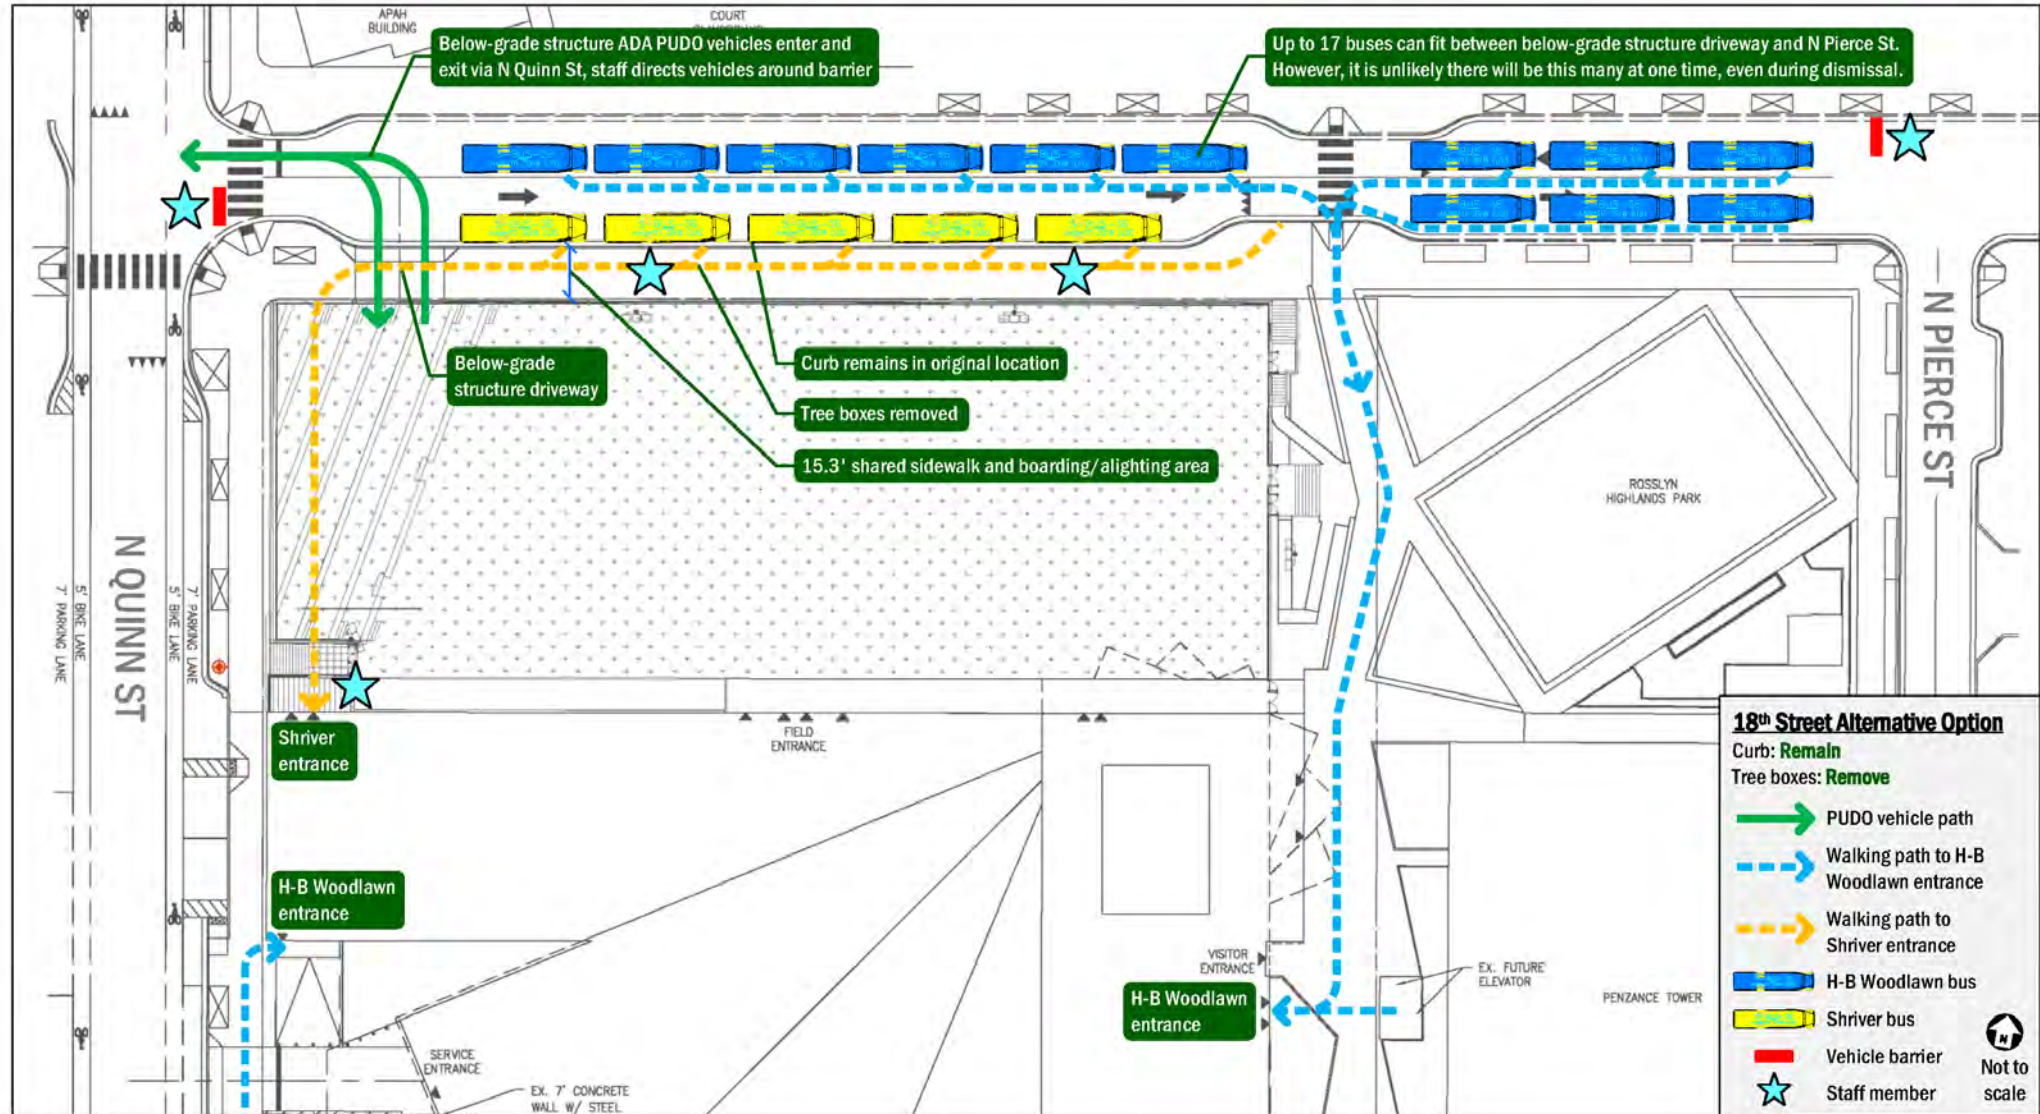 APAH
BUILDING
COURT
Below-grade structure ADA PUDO vehicles enter and
exit via N Quinn St, staff directs vehicles around barrier
Up to 17 buses can fit between below-grade structure driveway and N Pierce St.
However, it is unlikely there will be this many at one time, even during dismissal.
Below-grade
structure driveway
Curb remains in original location
Tree boxes removed
15.3' shared sidewalk and boarding/alighting area
ROSSLYN
HIGHLANDS PARK
N PIERCE ST
N QUINN ST
7' PARKING LANE
5' BIKE LANE
5' BIKE LANE
7' PARKING LANE
Shriver
entrance
FIELD
ENTRANCE
H-B Woodlawn
entrance
VISITOR
ENTRANCE
H-B Woodlawn
entrance
EX. FUTURE
ELEVATOR
PENZANCE TOWER
SERVICE
ENTRANCE
EX. 7" CONCRETE
WALL W/ STEEL
18th Street Alternative Option
Curb: Remain
Tree boxes: Remove
PUDO vehicle path
Walking path to H-B
Woodlawn entrance
Walking path to
Shriver entrance
H-B Woodlawn bus
Shriver bus
Vehicle barrier
Staff member
N
Not to
scale